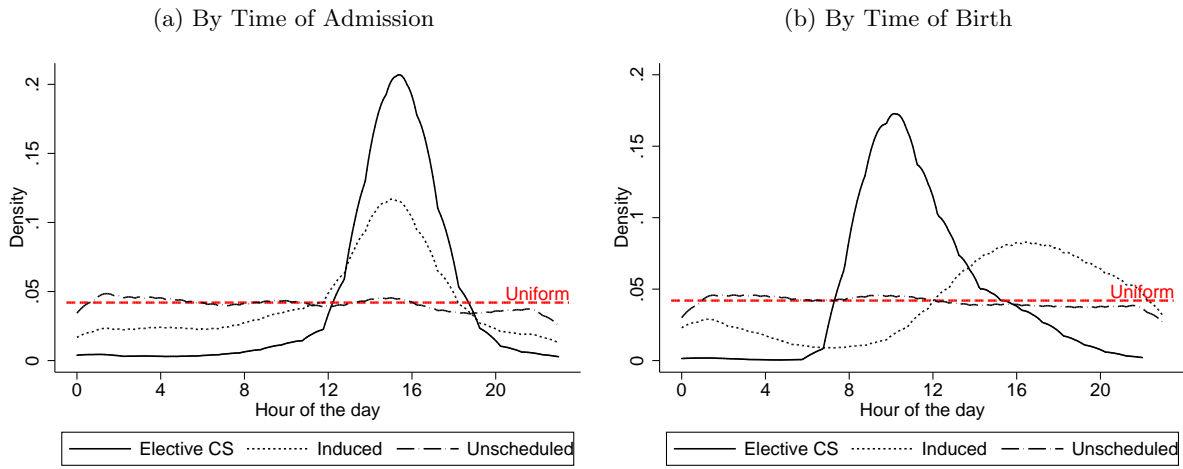 (a) By Time of Admission
.2
.15
.1
.05
0
Density
Uniform
0 4 8 12 16 20
Hour of the day
Elective CS Induced Unscheduled
(b) By Time of Birth
.2
.15
.1
.05
0
Density
Uniform
0 4 8 12 16 20
Hour of the day
Elective CS Induced Unscheduled